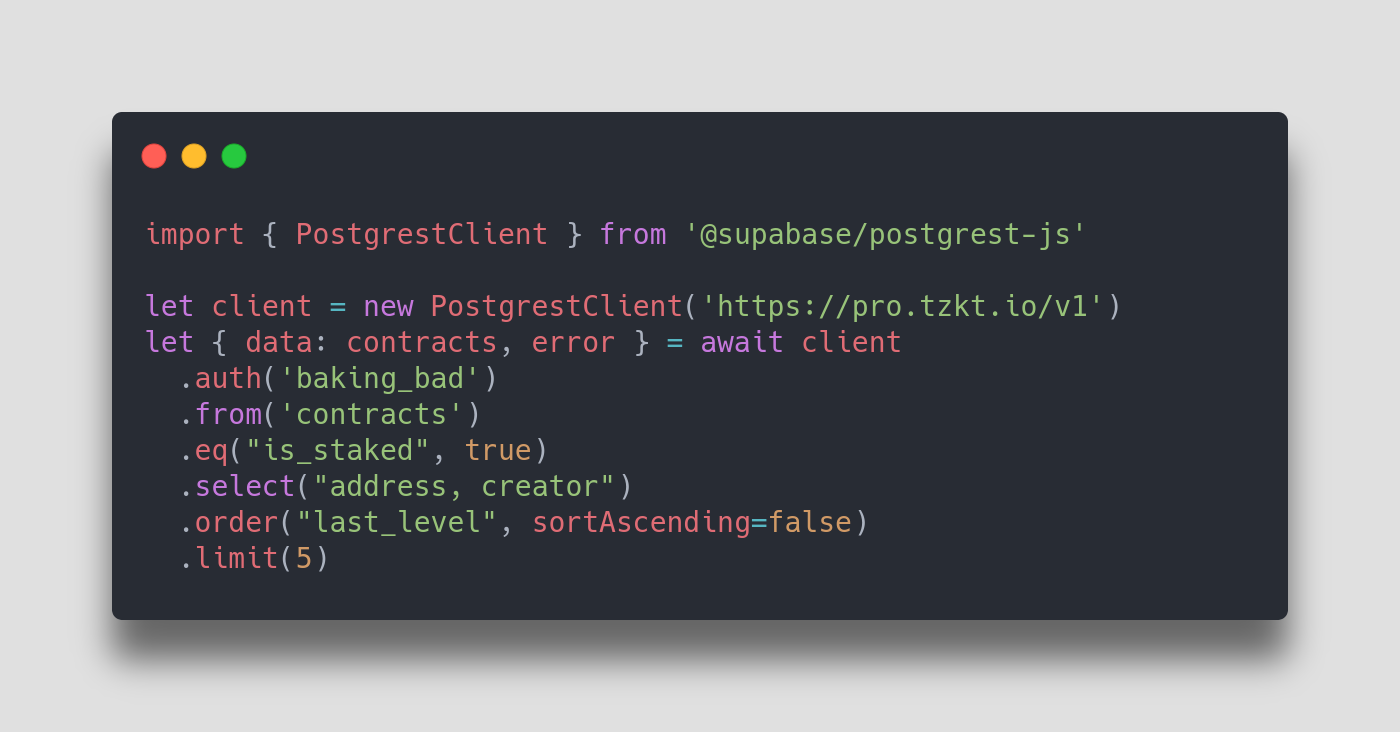 import { PostgrestClient } from '@supabase/postgrest-js'
let client = new PostgrestClient('https://pro.tzkt.io/v1')
let { data: contracts, error } = await client
  .auth('baking_bad')
  .from('contracts')
  .eq("is_staked", true)
  .select("address, creator")
  .order("last_level", sortAscending=false)
  .limit(5)